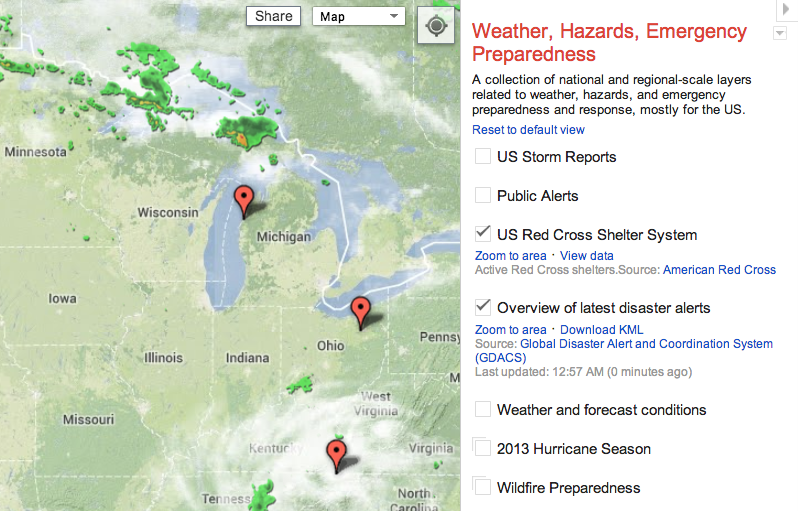 Share
Map
Minnesota
Wisconsin
Michigan
Iowa
Illinois
Indiana
Ohio
Pennsy
M
West
Virginia
Missouri
Kentucky
Virginia
Tenness
North
Carolina
Weather, Hazards, Emergency
Preparedness
A collection of national and regional-scale layers
related to weather, hazards, and emergency
preparedness and response, mostly for the US.
Reset to default view
US Storm Reports
Public Alerts
US Red Cross Shelter System
Zoom to area · View data
Active Red Cross shelters.Source: American Red Cross
Overview of latest disaster alerts
Zoom to area · Download KML
Source: Global Disaster Alert and Coordination System
(GDACS)
Last updated: 12:57 AM (0 minutes ago)
Weather and forecast conditions
2013 Hurricane Season
Wildfire Preparedness